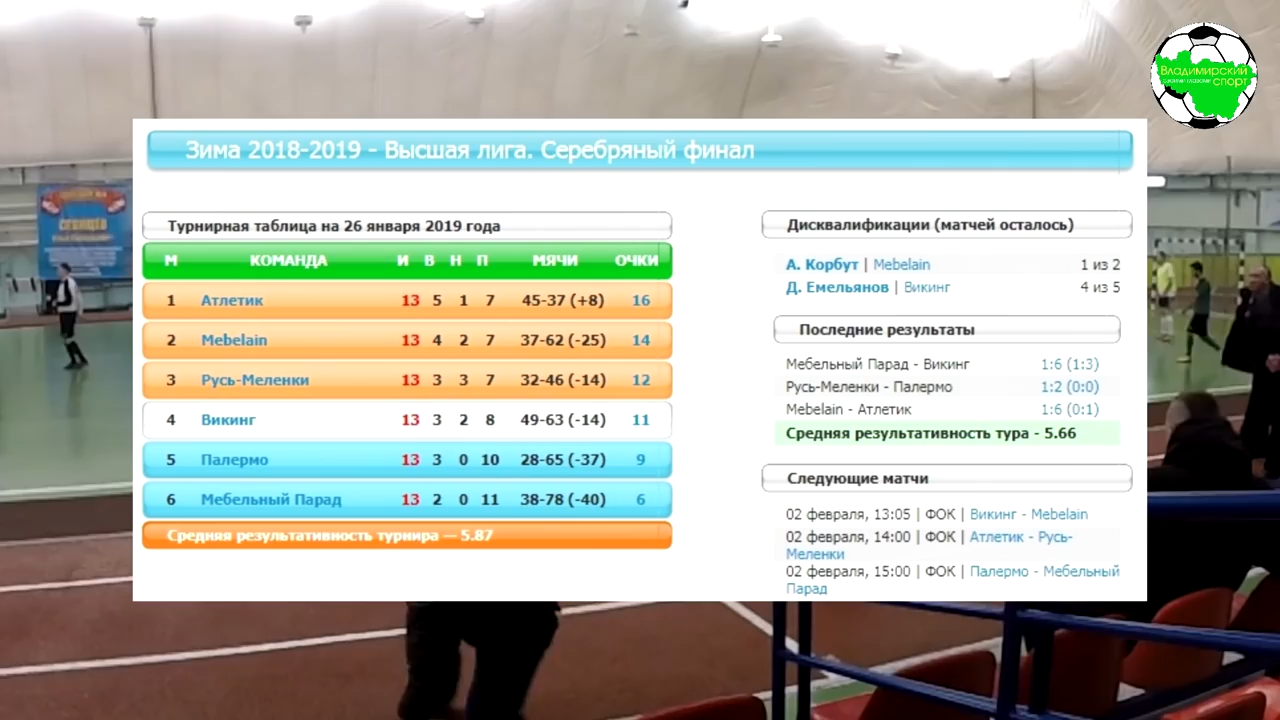 Владимирский
спорт
Зима 2018-2019 - Высшая лига. Серебряный финал
Турнирная таблица на 26 января 2019 года
М КОМАНДА И В Н П МЯЧИ ОЧКИ
1 Атлетик 13 5 1 7 45-37 (+8) 16
2 Mebelain 13 4 2 7 37-62 (-25) 14
3 Русь-Меленки 13 3 3 7 32-46 (-14) 12
4 Викинг 13 3 2 8 49-63 (-14) 11
5 Палермо 13 3 0 10 28-65 (-37) 9
6 Мебельный Парад 13 2 0 11 38-78 (-40) 6
Средняя результативность турнира — 5.87
Дисквалификации (матчей осталось)
А. Корбут | Mebelain 1 из 2
Д. Емельянов | Викинг 4 из 5
Последние результаты
Мебельный Парад - Викинг 1:6 (1:3)
Русь-Меленки - Палермо 1:2 (0:0)
Mebelain - Атлетик 1:6 (0:1)
Средняя результативность тура - 5.66
Следующие матчи
02 февраля, 13:05 | ФОК | Викинг - Mebelain
02 февраля, 14:00 | ФОК | Атлетик - Русь-
Меленки
02 февраля, 15:00 | ФОК | Палермо - Мебельный
Парад